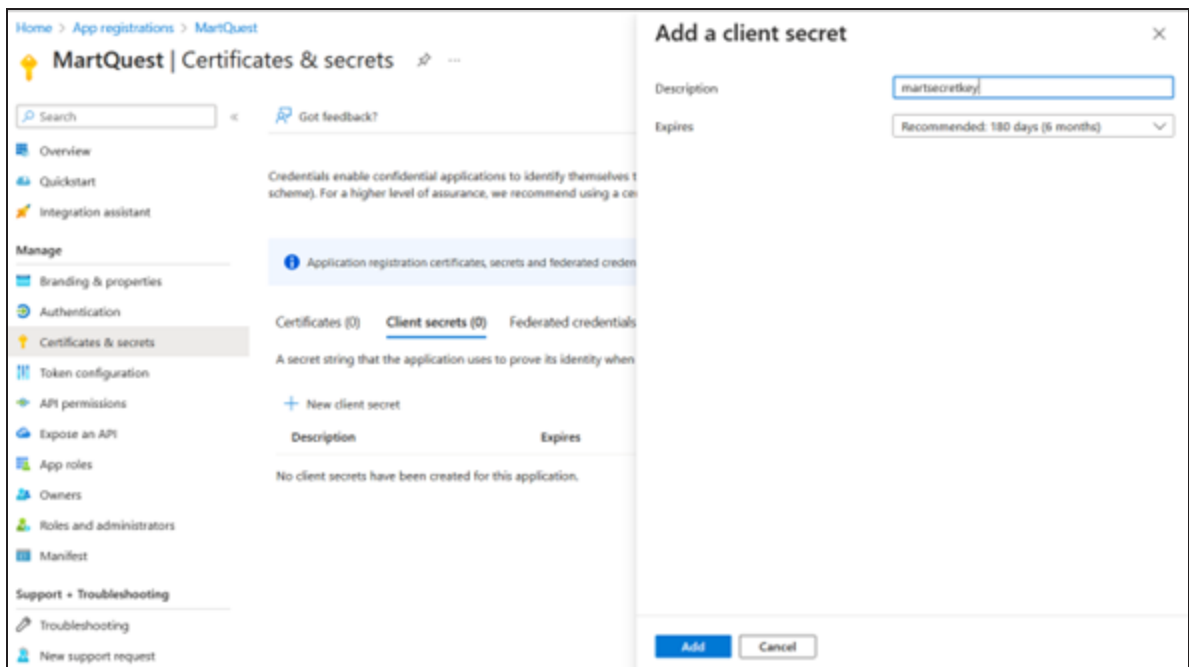 Home > App registrations > MartQuest
MartQuest | Certificates & secrets
Search
Overview
Quickstart
Integration assistant
Manage
Branding & properties
Authentication
Certificates & secrets
Token configuration
API permissions
Expose an API
App roles
Owners
Roles and administrators
Manifest
Support + Troubleshooting
Troubleshooting
New support request
Got feedback?
Credentials enable confidential applications to identify themselves t
scheme). For a higher level of assurance, we recommend using a ce
Application registration certificates, secrets and federated creden
Certificates (0) Client secrets (0) Federated credentials
A secret string that the application uses to prove its identity when
New client secret
Description Expires
No client secrets have been created for this application.
Add a client secret
Description martsecretkey
Expires Recommended: 180 days (6 months)
Add Cancel